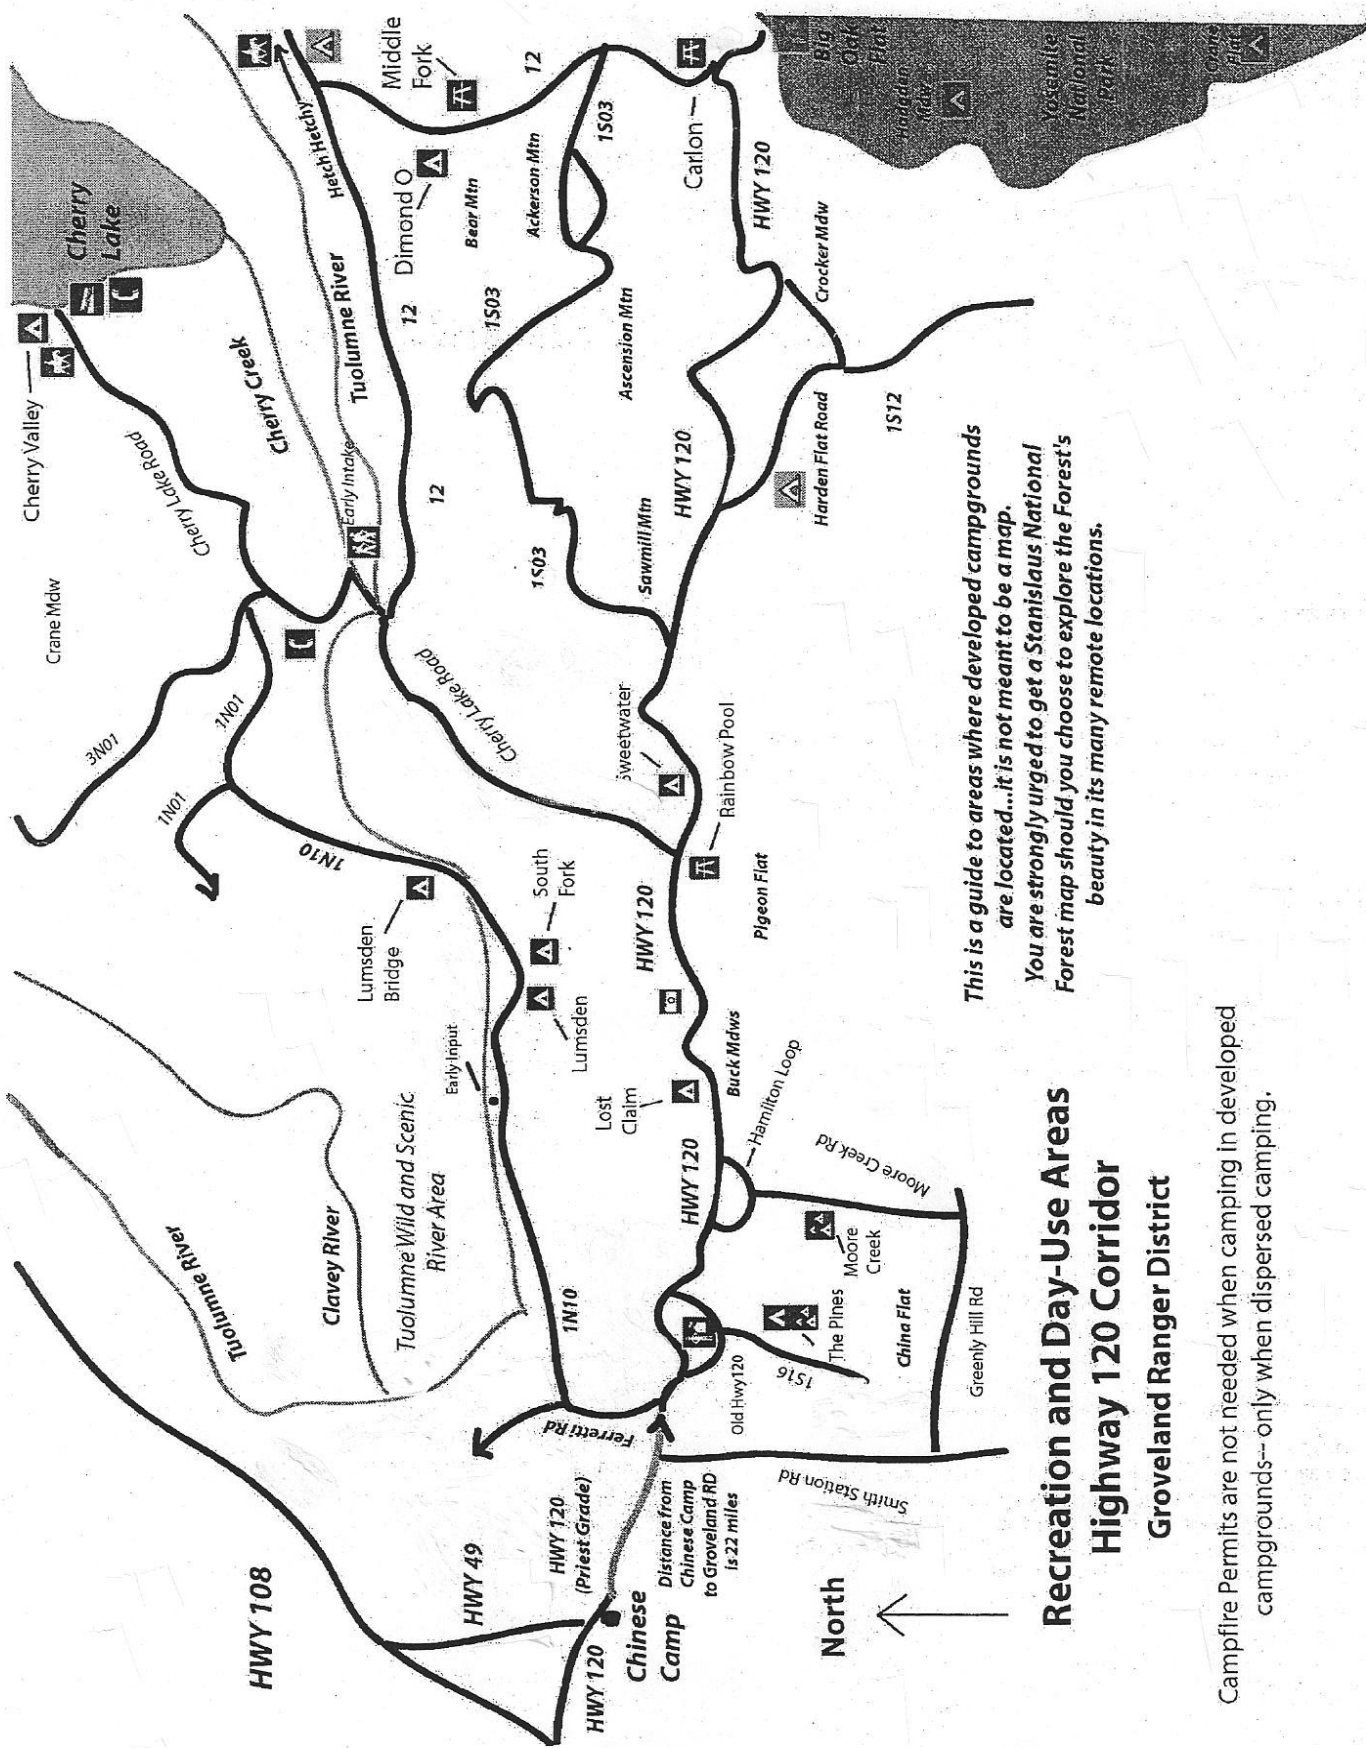 HWY 108
HWY 49
HWY 120
(Priest Grade)
HWY 120
Chinese
Camp
Distance from
Chinese Camp
to Groveland RD
is 22 miles
North
Tuolumne River
Clavey River
Tuolumne Wild and Scenic
River Area
Ferretti Rd
1N10
Early Input
Lumsden
Bridge
Lumsden
South
Fork
1N10
1N01
1N01
3N01
Crane Mdw
Cherry Valley
Cherry Lake Road
Cherry
Lake
Cherry Creek
Tuolumne River
Early Intake
Hetch Hetchy
Cherry Lake Road
12
12
Dimond O
Middle
Fork
12
Bear Mtn
Ackerson Mtn
1S03
1S03
1S03
Ascension Mtn
Sawmill Mtn
Carlon
HWY 120
HWY 120
Crocker Mdw
Harden Flat Road
1S12
Big
Oak
Flat
Hodgdon
Mdw
Yosemite
National
Park
Crane
Flat
Sweetwater
Rainbow Pool
Pigeon Flat
HWY 120
Buck Mdws
Lost
Claim
Hamilton Loop
HWY 120
Moore Creek Rd
Moore
Creek
The Pines
China Flat
1S16
Old Hwy120
Greenly Hill Rd
Smith Station Rd
This is a guide to areas where developed campgrounds
are located...it is not meant to be a map.
You are strongly urged to get a Stanislaus National
Forest map should you choose to explore the Forest's
beauty in its many remote locations.
Recreation and Day-Use Areas
Highway 120 Corridor
Groveland Ranger District
Campfire Permits are not needed when camping in developed
campgrounds-- only when dispersed camping.